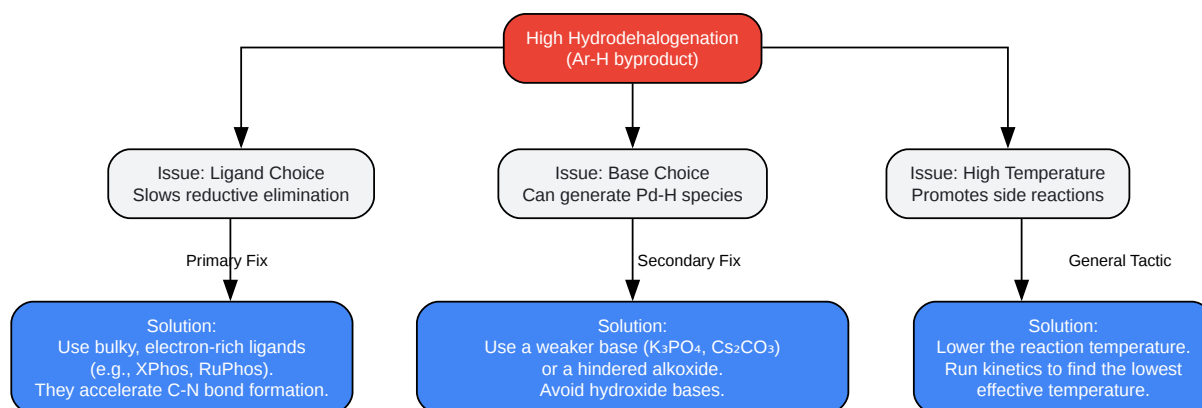 High Hydrodehalogenation
(Ar-H byproduct)
Issue: Ligand Choice
Slows reductive elimination
Issue: Base Choice
Can generate Pd-H species
Issue: High Temperature
Promotes side reactions
Primary Fix
Secondary Fix
General Tactic
Solution:
Use bulky, electron-rich ligands
(e.g., XPhos, RuPhos).
They accelerate C-N bond formation.
Solution:
Use a weaker base (K₃PO₄, Cs₂CO₃)
or a hindered alkoxide.
Avoid hydroxide bases.
Solution:
Lower the reaction temperature.
Run kinetics to find the lowest
effective temperature.